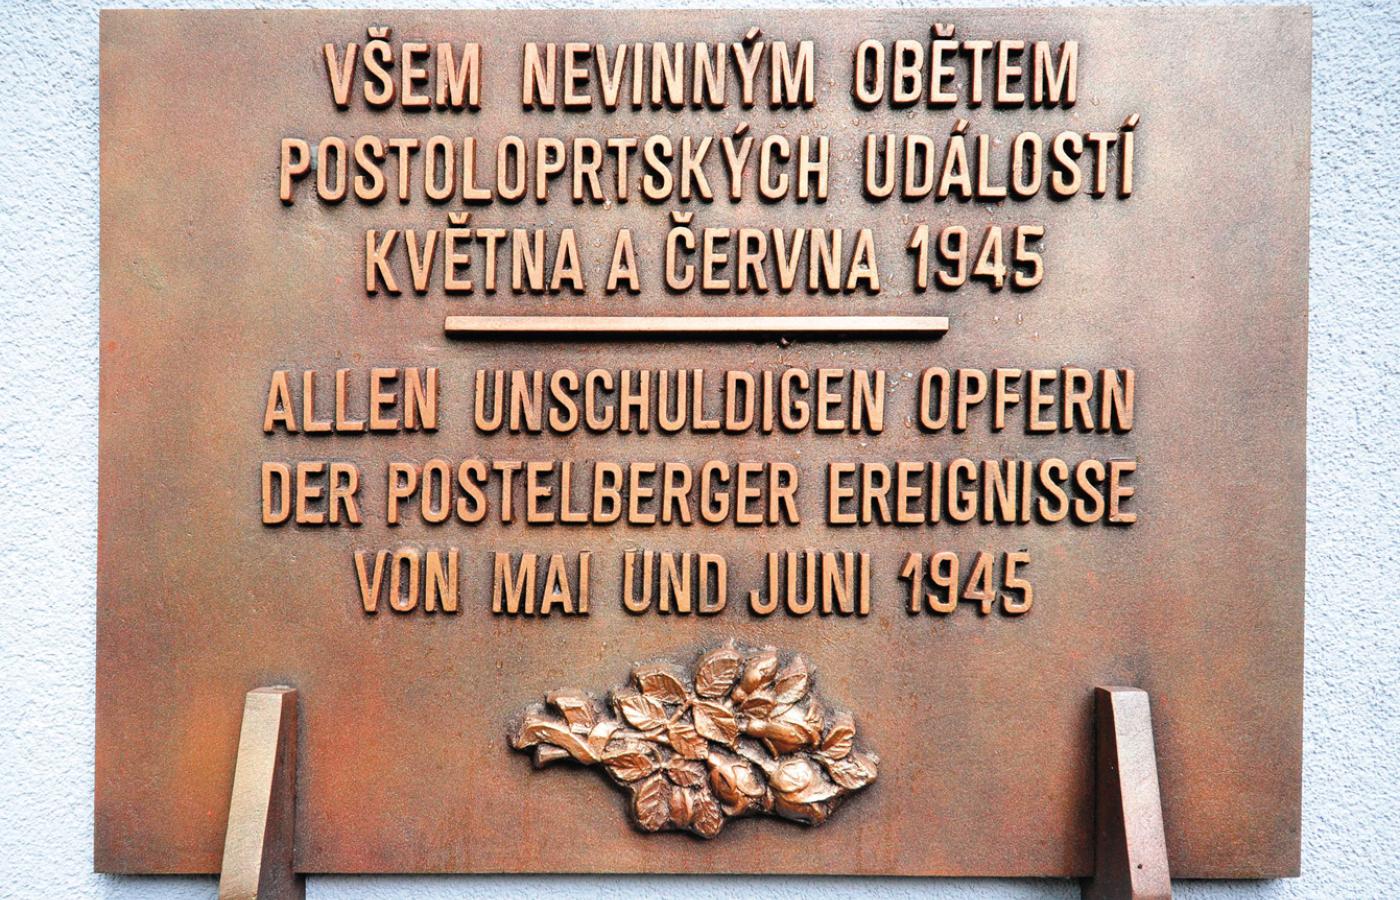 VŠEM NEVINNÝM OBĚTEM
POSTOLOPRTSKÝCH UDÁLOSTÍ
KVĚTNA A ČERVNA 1945
ALLEN UNSCHULDIGEN OPFERN
DER POSTELBERGER EREIGNISSE
VON MAI UND JUNI 1945